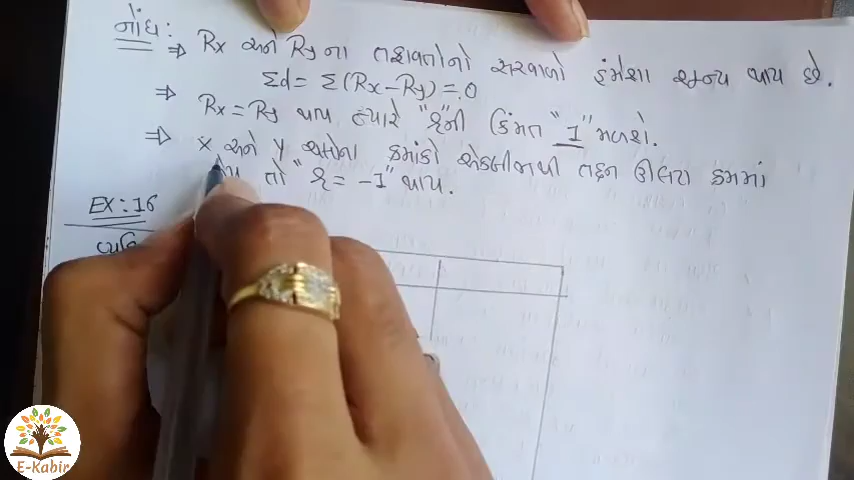 નોંધ:
⇒ Rx અને Ry ના તફાવતોનો સરવાળો હંમેશા શૂન્ય થાય છે.
Σd = Σ(Rx-Ry) = 0
⇒ Rx = Ry થાય ત્યારે "r"ની કિંમત "1" મળશે.
⇒ x અને y ચલોના ક્રમાંકો એકબીજાથી તદ્દન ઊલટા ક્રમમાં
તો "r = -1" થાય.
EX: 16
E-Kabir